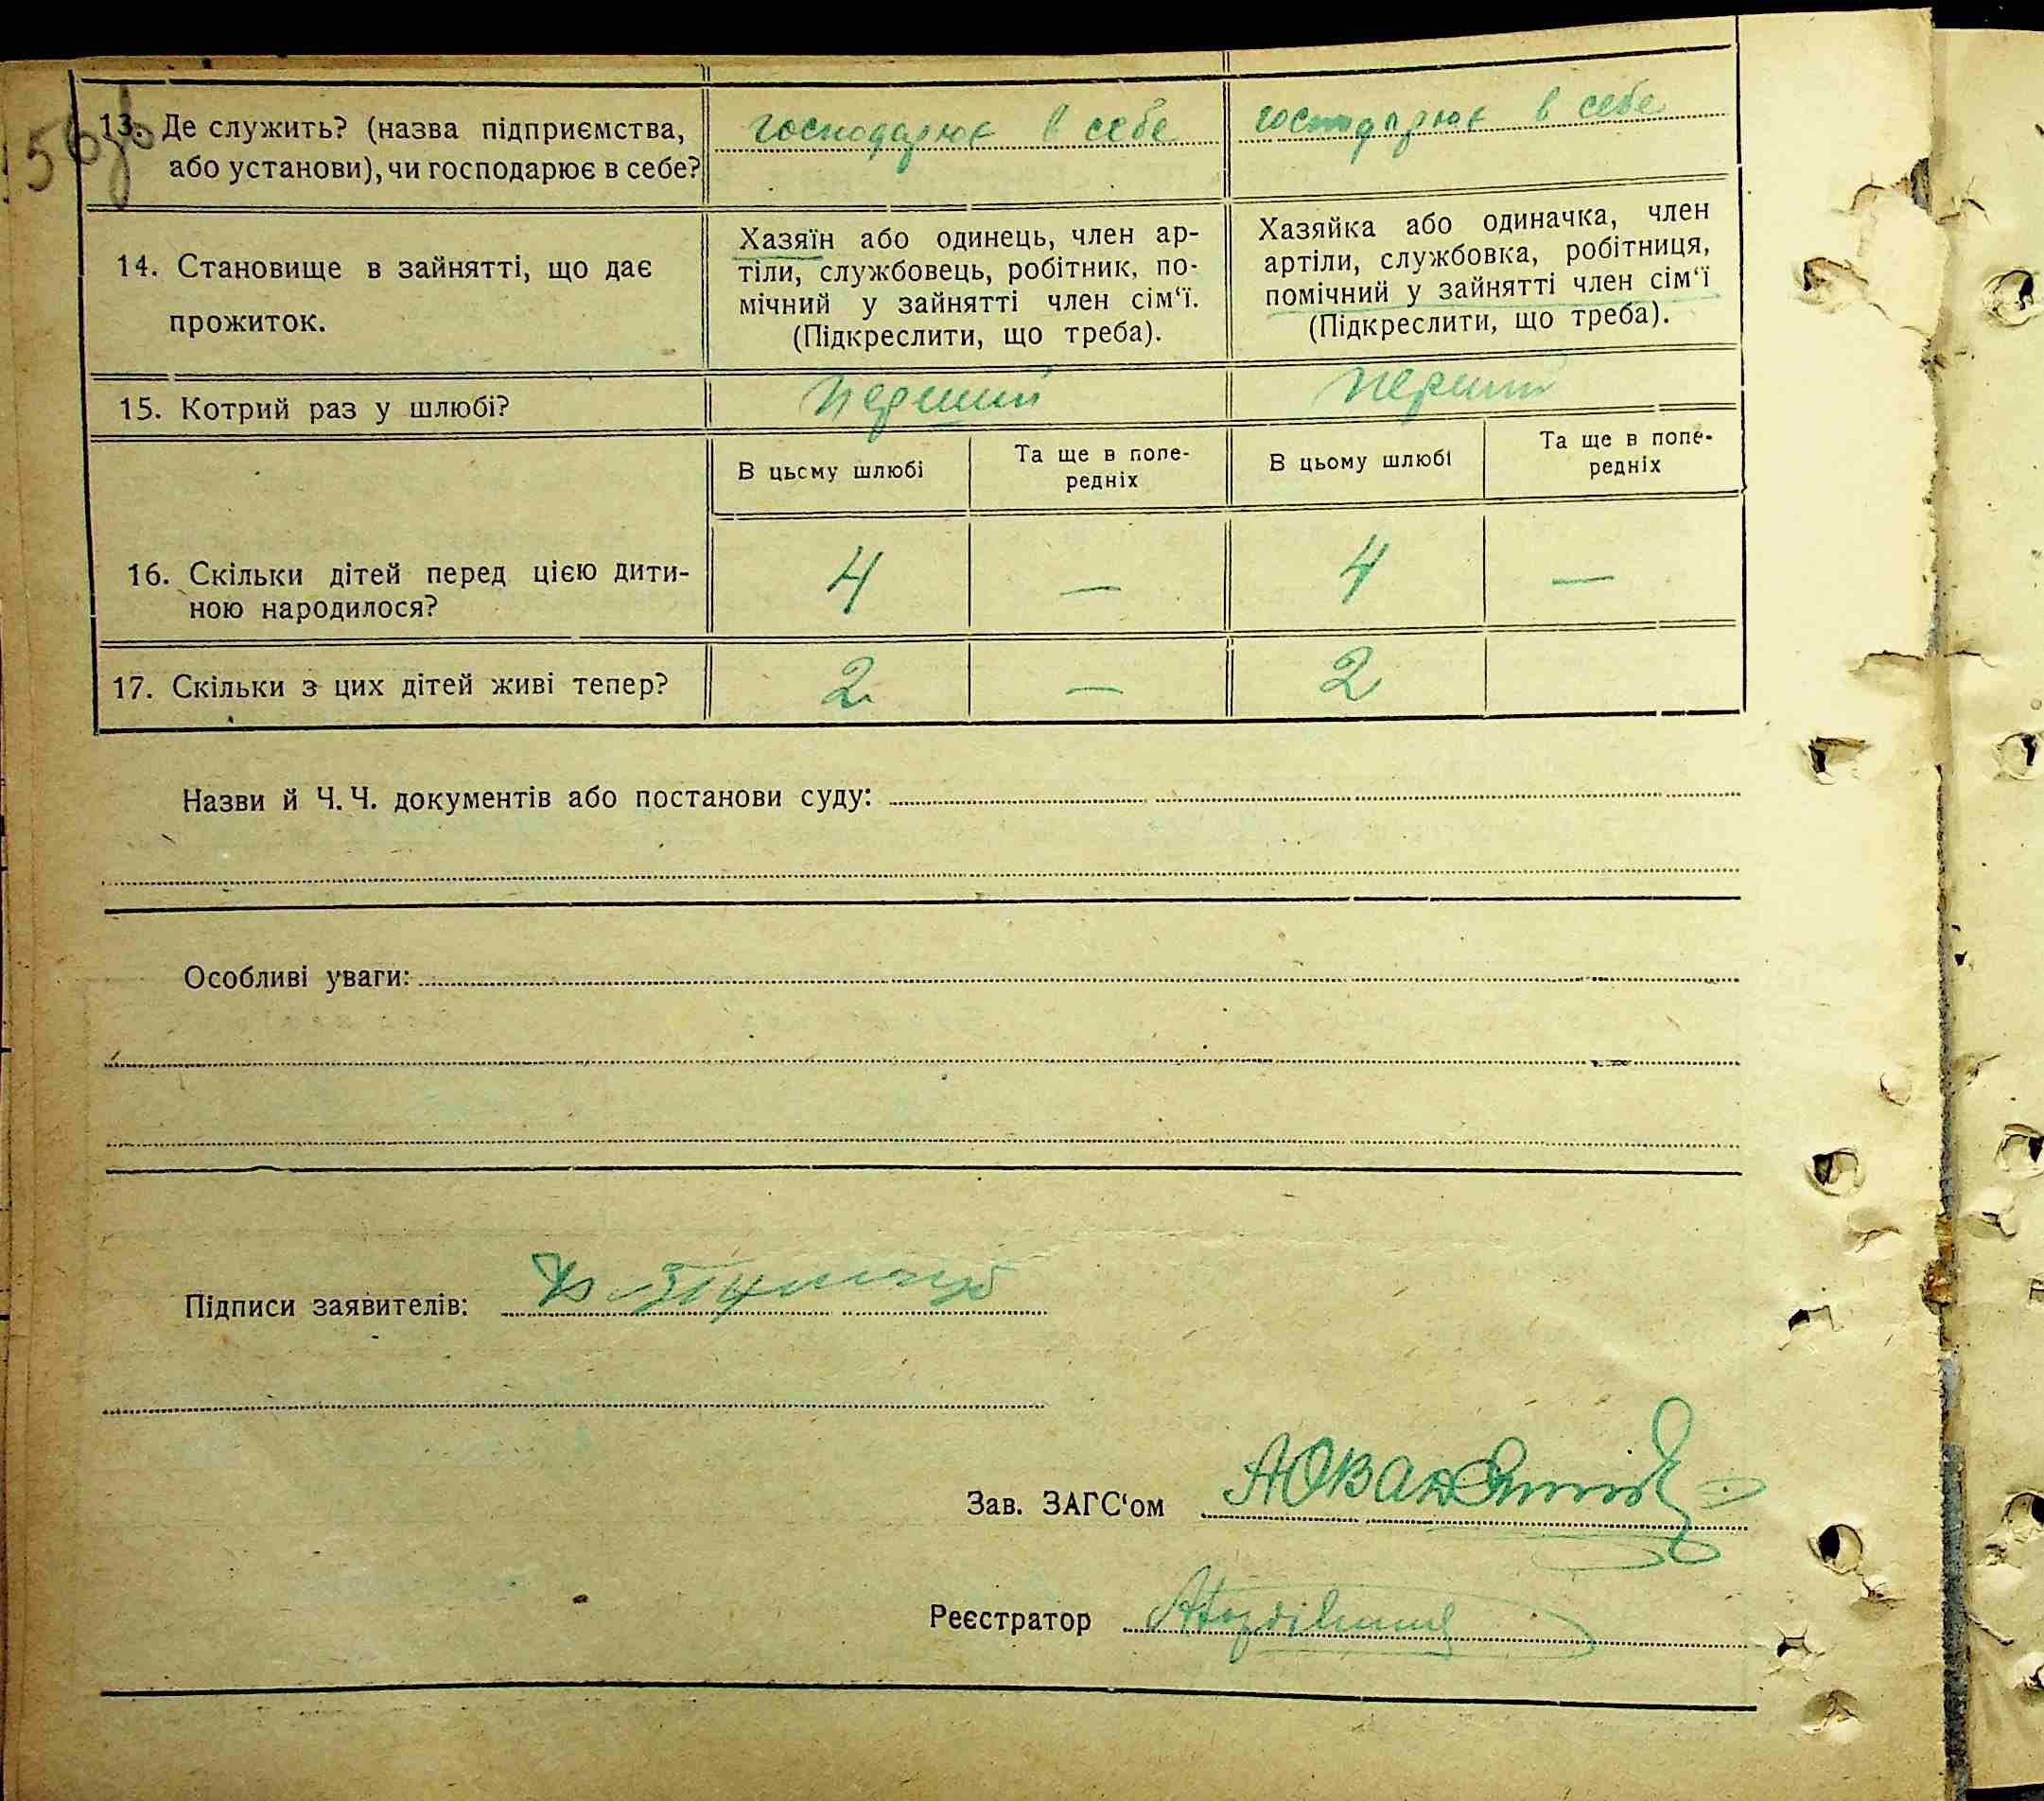 13. Де служить? (назва підприємства, господарює в себе господарює в себе
або установи), чи господарює в себе?
14. Становище в зайнятті, що дає
прожиток.
Хазяїн або одинець, член ар-
тіли, службовець, робітник, по-
мічний у зайнятті член сім‘ї.
(Підкреслити, що треба).
Хазяйка або одиначка, член
артіли, службовка, робітниця,
помічний у зайнятті член сім‘ї
(Підкреслити, що треба).
15. Котрий раз у шлюбі? перший перший
В цьому шлюбі
Та ще в попе-
редніх
В цьому шлюбі
Та ще в попе-
редніх
16. Скільки дітей перед цією дити-
ною народилося?
4 — 4 —
17. Скільки з цих дітей живі тепер? 2 — 2
Назви й Ч. Ч. документів або постанови суду:
Особливі уваги:
Підписи заявителів:
Зав. ЗАГС‘ом
Реєстратор